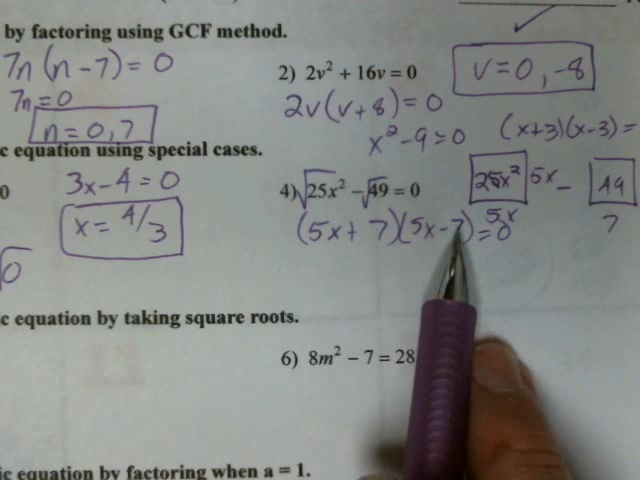 by factoring using GCF method.
7n(n-7)=0
7n=0
n=0,7
2) 2v² + 16v = 0
v=0,-8
2v(v+8)=0
x²-9=0 (x+3)(x-3)=
c equation using special cases.
0 3x-4=0
x=4/3
4) √25x² - √49 = 0
25x² 5x - 49
5x 7
(5x+7)(5x-7)=0
√0
c equation by taking square roots.
6) 8m² - 7 = 28
ic equation by factoring when a = 1.